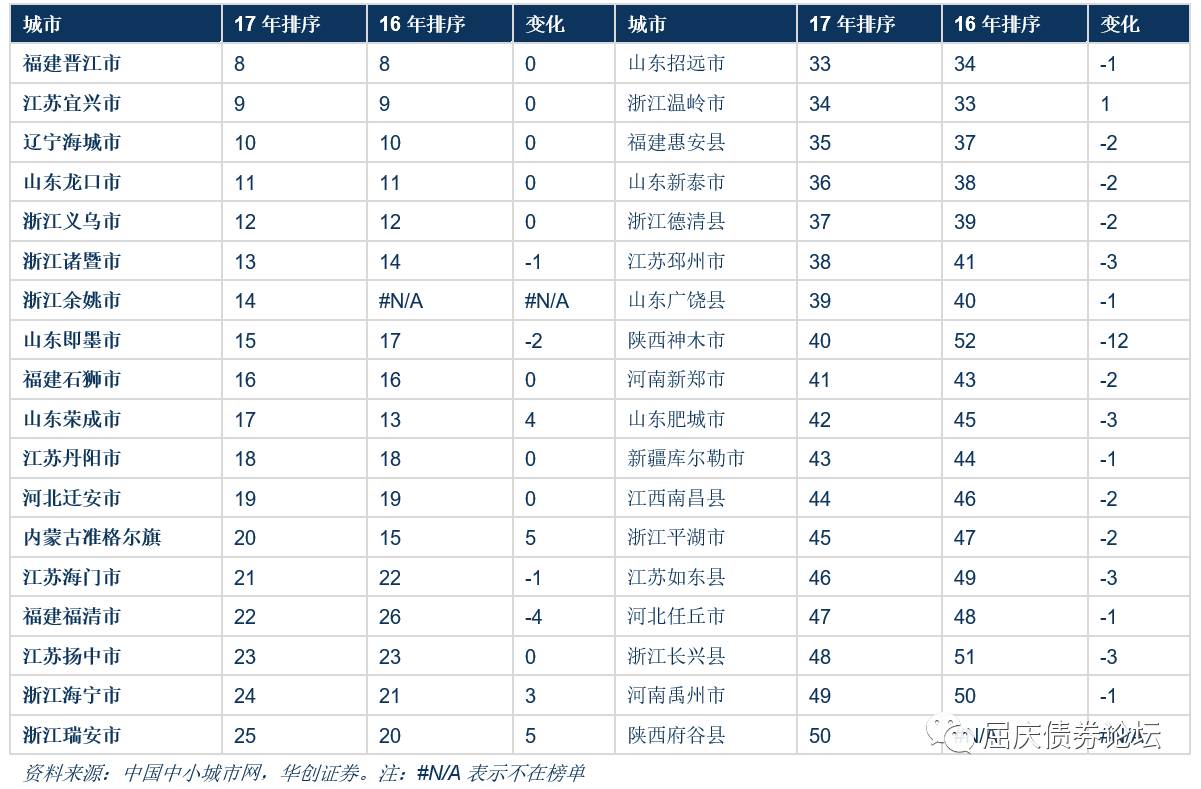 城市 17 年排序 16 年排序 变化 城市 17 年排序 16 年排序 变化
福建晋江市 8 8 0 山东招远市 33 34 -1
江苏宜兴市 9 9 0 浙江温岭市 34 33 1
辽宁海城市 10 10 0 福建惠安县 35 37 -2
山东龙口市 11 11 0 山东新泰市 36 38 -2
浙江义乌市 12 12 0 浙江德清县 37 39 -2
浙江诸暨市 13 14 -1 江苏邳州市 38 41 -3
浙江余姚市 14 #N/A #N/A 山东广饶县 39 40 -1
山东即墨市 15 17 -2 陕西神木市 40 52 -12
福建石狮市 16 16 0 河南新郑市 41 43 -2
山东荣成市 17 13 4 山东肥城市 42 45 -3
江苏丹阳市 18 18 0 新疆库尔勒市 43 44 -1
河北迁安市 19 19 0 江西南昌县 44 46 -2
内蒙古准格尔旗 20 15 5 浙江平湖市 45 47 -2
江苏海门市 21 22 -1 江苏如东县 46 49 -3
福建福清市 22 26 -4 河北任丘市 47 48 -1
江苏扬中市 23 23 0 浙江长兴县 48 51 -3
浙江海宁市 24 21 3 河南禹州市 49 50 -1
浙江瑞安市 25 20 5 陕西府谷县 50 #N/A #N/A
屈庆债券论坛
资料来源：中国中小城市网，华创证券。注：#N/A 表示不在榜单